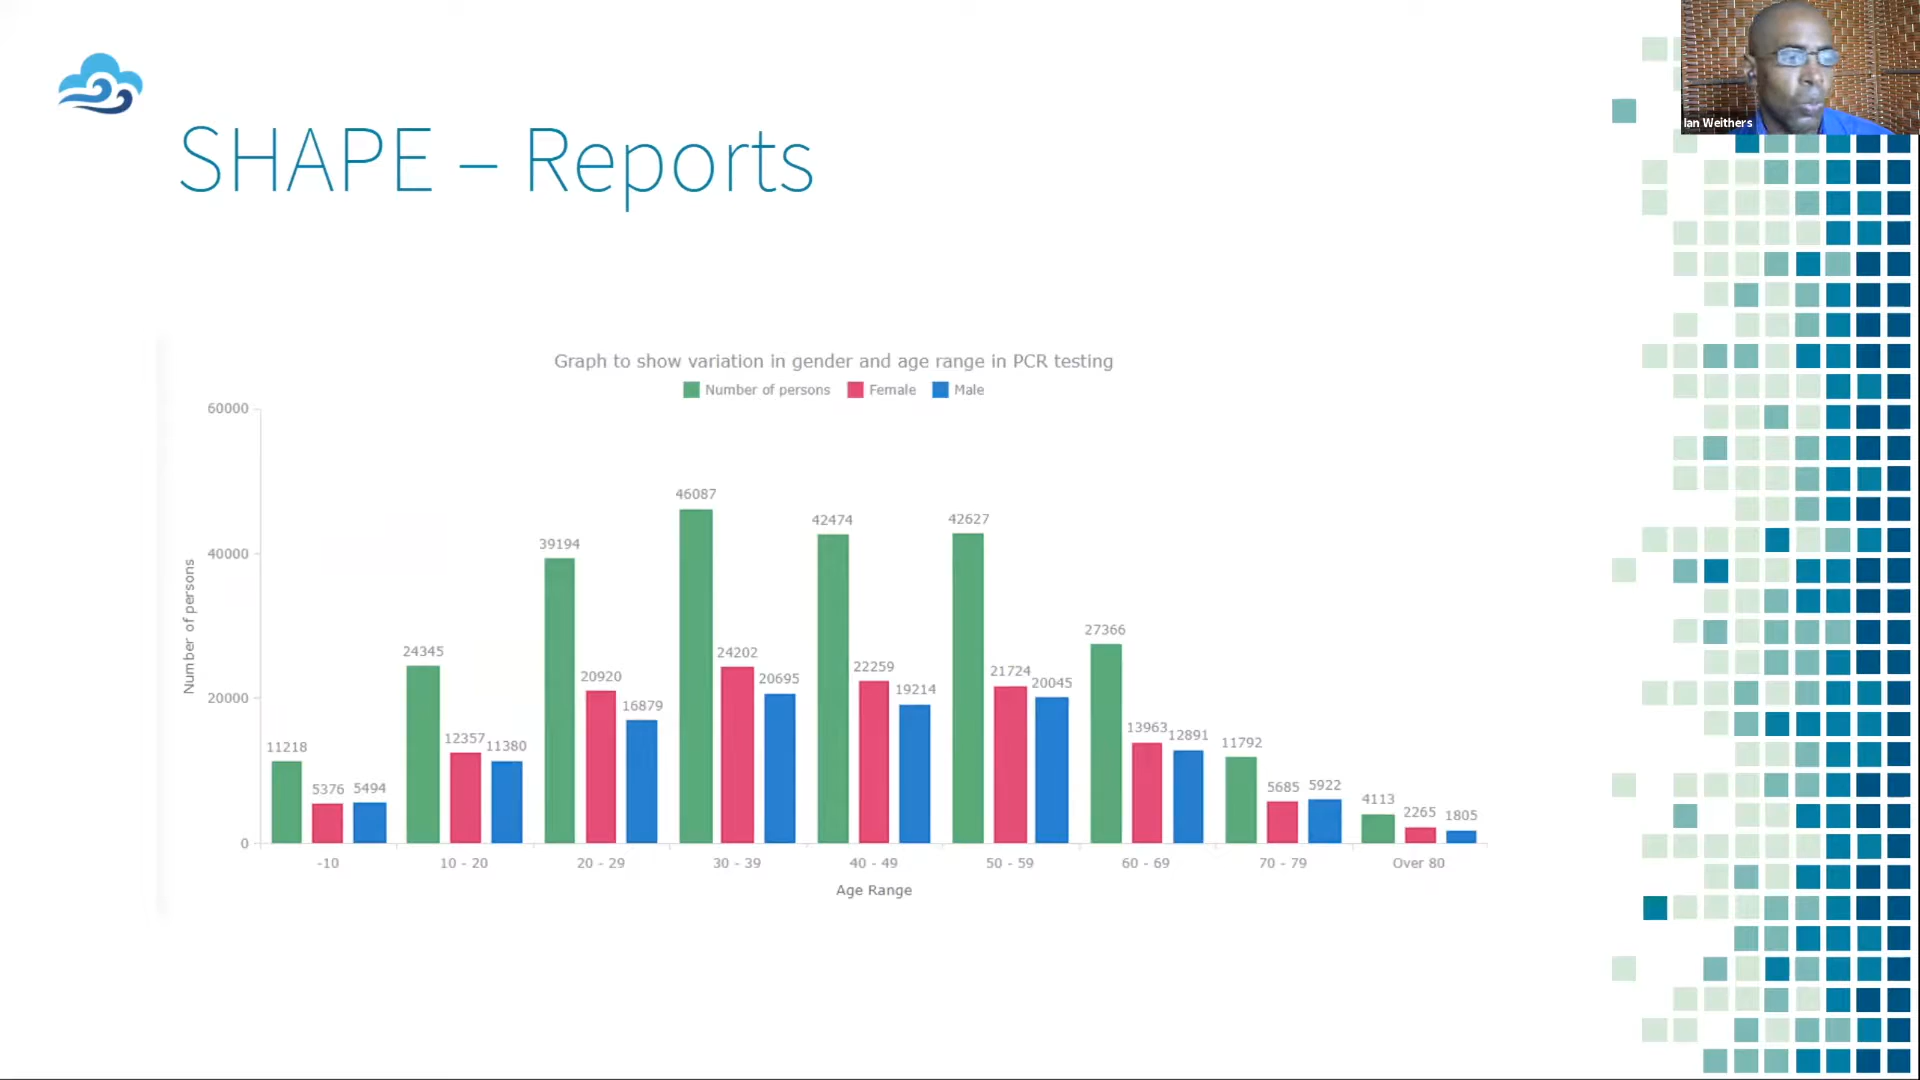 Ian Weithers
SHAPE – Reports
Graph to show variation in gender and age range in PCR testing
Number of persons Female Male
60000
40000
20000
0
Number of persons
11218 5376 5494
24345 12357 11380
39194 20920 16879
46087 24202 20695
42474 22259 19214
42627 21724 20045
27366 13963 12891
11792 5685 5922
4113 2265 1805
-10 10 - 20 20 - 29 30 - 39 40 - 49 50 - 59 60 - 69 70 - 79 Over 80
Age Range